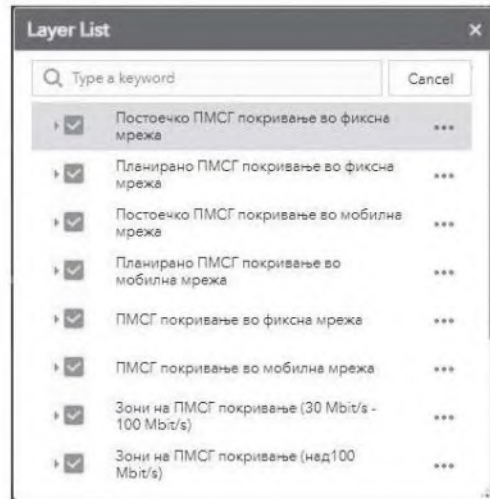 Layer List
Type a keyword
Cancel
Постоечко ПМСГ покривање во фиксна
мрежа
Планирано ПМСГ покривање во фиксна
мрежа
Постоечко ПМСГ покривање во мобилна
мрежа
Планирано ПМСГ покривање во
мобилна мрежа
ПМСГ покривање во фиксна мрежа
ПМСГ покривање во мобилна мрежа
Зони на ПМСГ покривање (30 Mbit/s -
100 Mbit/s)
Зони на ПМСГ покривање (над100
Mbit/s)